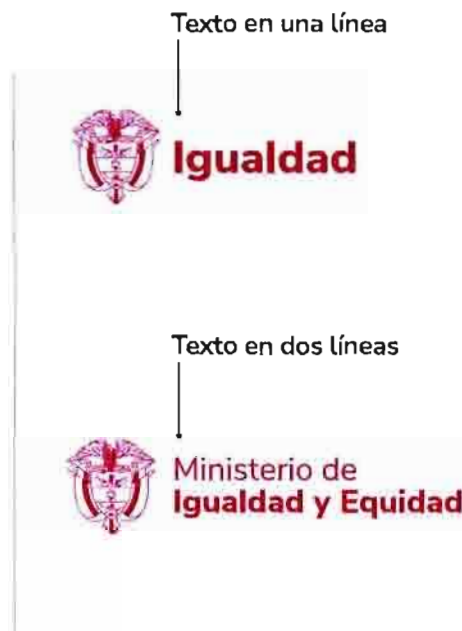 Texto en una línea
Igualdad
Texto en dos líneas
Ministerio de
Igualdad y Equidad